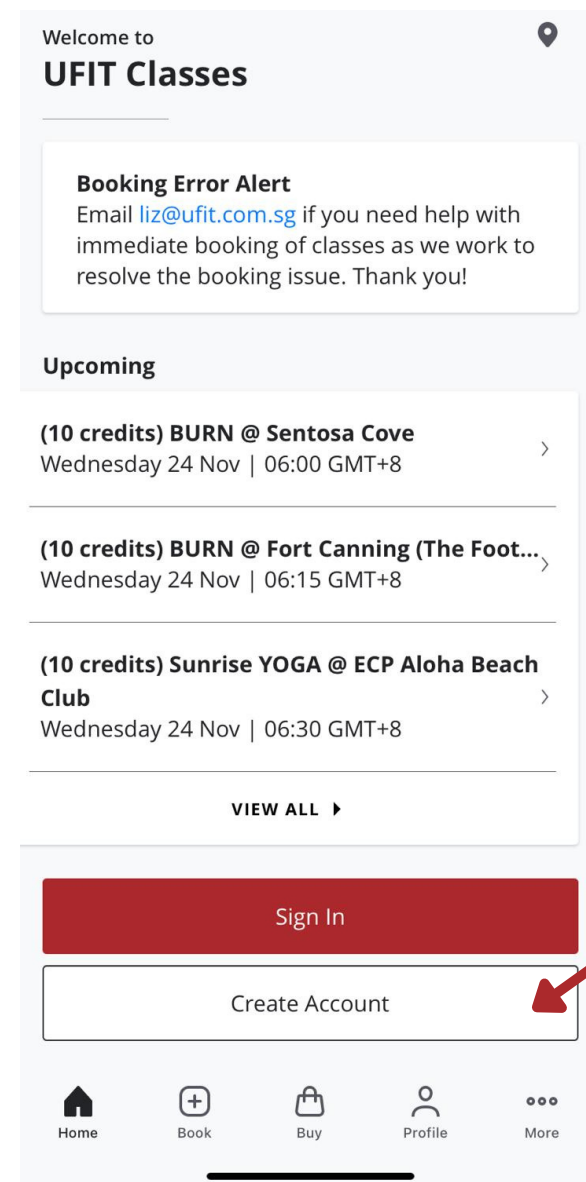 Welcome to
UFIT Classes
Booking Error Alert
Email liz@ufit.com.sg if you need help with
immediate booking of classes as we work to
resolve the booking issue. Thank you!
Upcoming
(10 credits) BURN @ Sentosa Cove
Wednesday 24 Nov | 06:00 GMT+8
(10 credits) BURN @ Fort Canning (The Foot...
Wednesday 24 Nov | 06:15 GMT+8
(10 credits) Sunrise YOGA @ ECP Aloha Beach
Club
Wednesday 24 Nov | 06:30 GMT+8
VIEW ALL
Sign In
Create Account
Home Book Buy Profile More